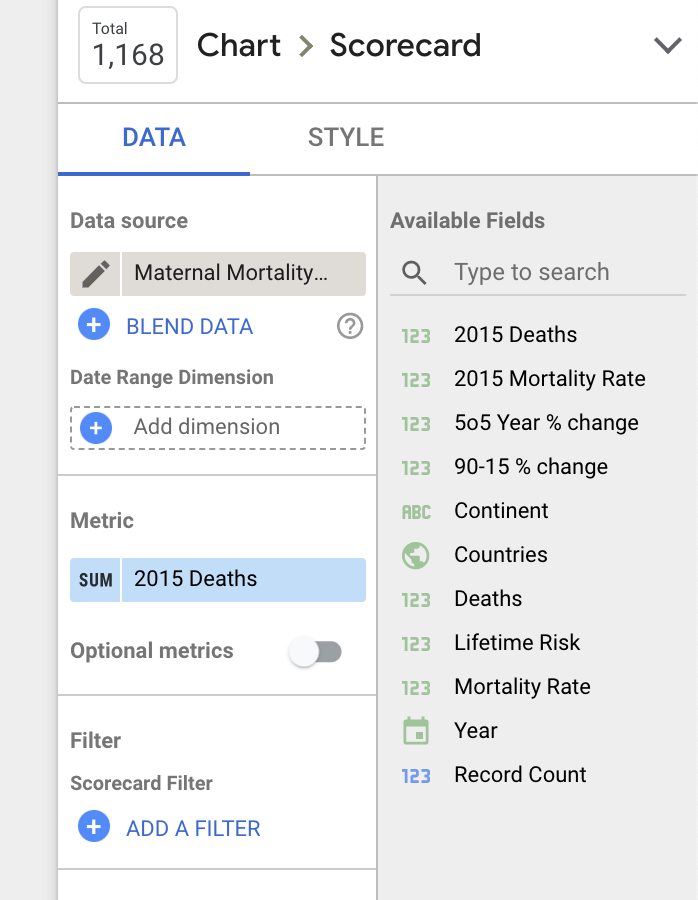 Total
1,168
Chart > Scorecard
DATA
STYLE
Data source
Maternal Mortality...
BLEND DATA
?
Date Range Dimension
Add dimension
Metric
SUM 2015 Deaths
Optional metrics
Filter
Scorecard Filter
ADD A FILTER
Available Fields
Type to search
123 2015 Deaths
123 2015 Mortality Rate
123 5o5 Year % change
123 90-15 % change
ABC Continent
Countries
123 Deaths
123 Lifetime Risk
123 Mortality Rate
Year
123 Record Count